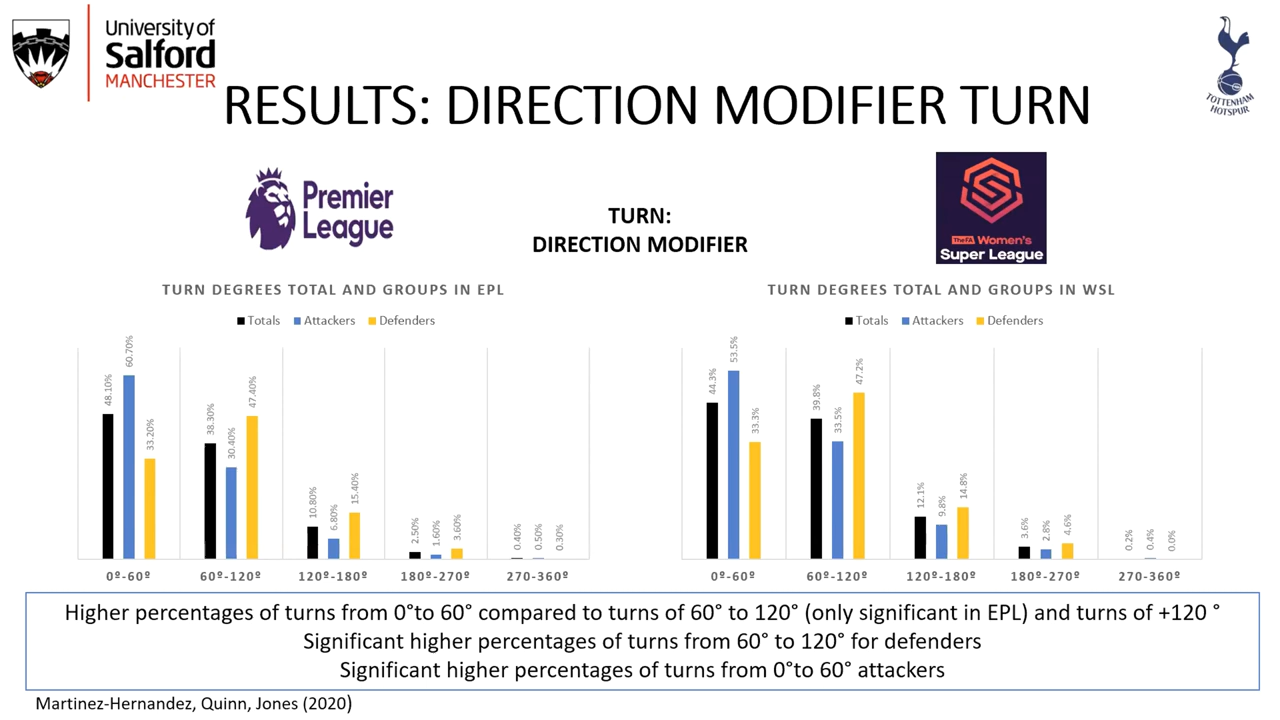 University of
Salford
MANCHESTER
TOTTENHAM
HOTSPUR
RESULTS: DIRECTION MODIFIER TURN
Premier
League
TURN:
DIRECTION MODIFIER
The FA Women's
Super League
TURN DEGREES TOTAL AND GROUPS IN EPL
Totals Attackers Defenders
48.10% 60.70% 33.20% 38.30% 30.40% 47.40% 10.80% 6.80% 15.40% 2.50% 1.60% 3.60% 0.40% 0.50% 0.30%
0º-60º 60º-120º 120º-180º 180º-270º 270-360º
TURN DEGREES TOTAL AND GROUPS IN WSL
Totals Attackers Defenders
44.3% 53.5% 33.3% 39.8% 33.5% 47.2% 12.1% 9.8% 14.8% 3.6% 2.8% 4.6% 0.2% 0.4% 0.0%
0º-60º 60º-120º 120º-180º 180º-270º 270-360º
Higher percentages of turns from 0°to 60° compared to turns of 60° to 120° (only significant in EPL) and turns of +120 °
Significant higher percentages of turns from 60° to 120° for defenders
Significant higher percentages of turns from 0°to 60° attackers
Martinez-Hernandez, Quinn, Jones (2020)